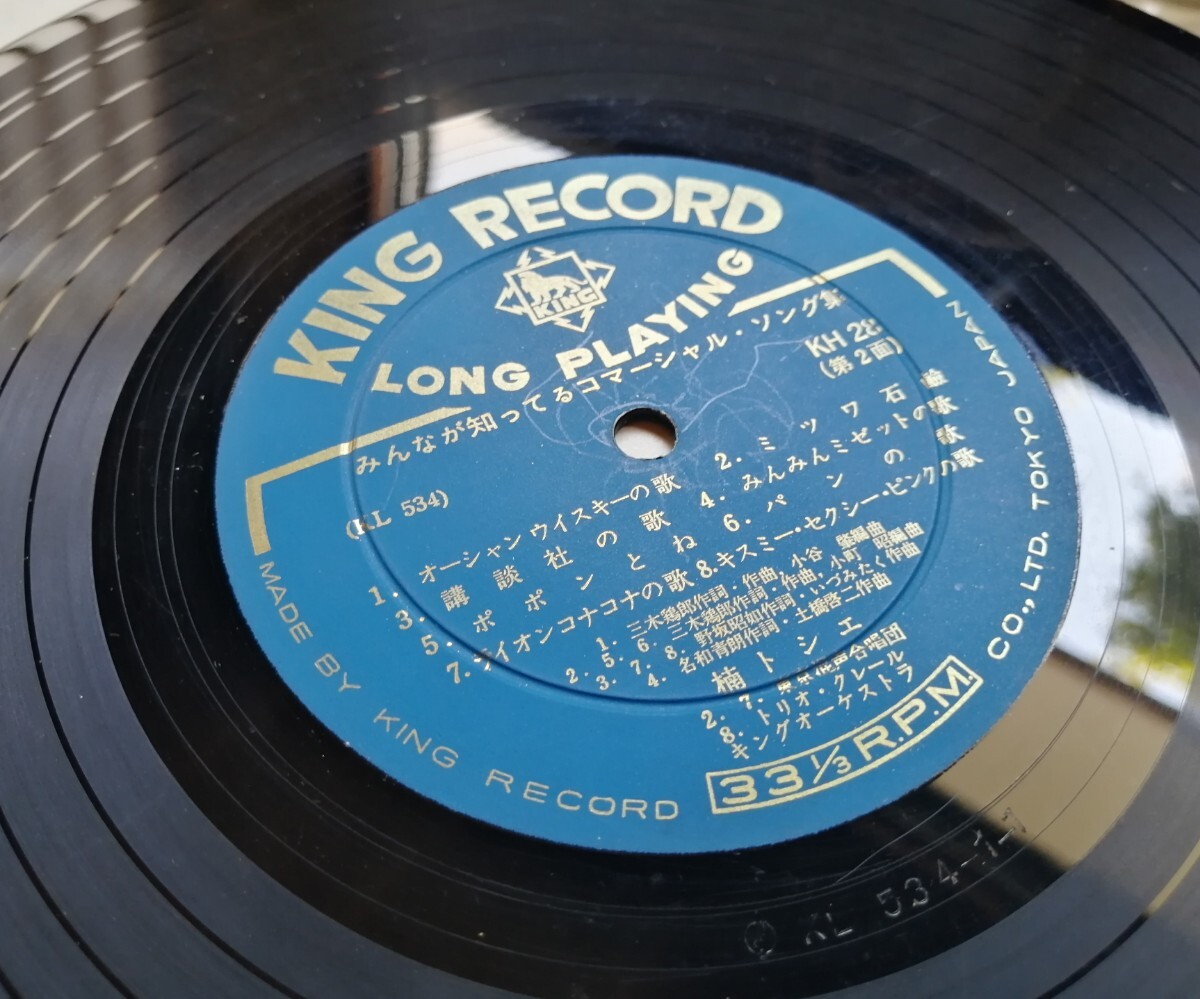 KING RECORD
KING
LONG PLAYING
みんなが知ってるコマーシャル・ソング集
KH 28
(第2面)
(KL 534)
1. オーシャンウイスキーの歌 2. ミツワ石鹼
3. 講談社の歌 4. みんみんミゼットの歌
5. ポポンとね 6. パンの歌
7. ライオンコナコナの歌 8. キスミー・セクシー・ピンクの歌
1. 三木鶏郎作詞・作曲, 小谷 編曲
2. 5. 6. 三木鶏郎作詞・作曲, 小町 昭編曲
3. 7. 8. 野坂昭如作詞・いづみたく作曲
4. 名和青朗作詞・土橋啓二作曲
楠トシエ
2. 7. 東京混声合唱団
8. トリオ・クレール
キングオーケストラ
33 1/3 R.P.M.
MADE BY KING RECORD CO., LTD. TOKYO JAPAN
KL 534-1-7